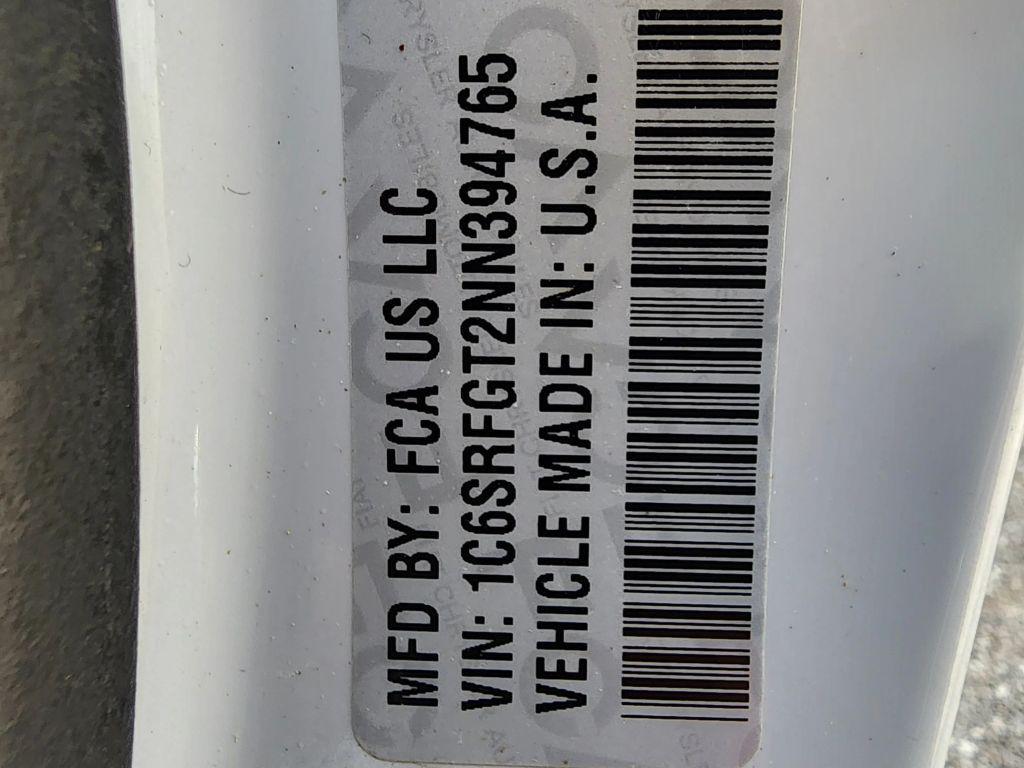 MFD BY: FCA US LLC
VIN: 1C6SRFGT2NN394765
VEHICLE MADE IN: U.S.A.